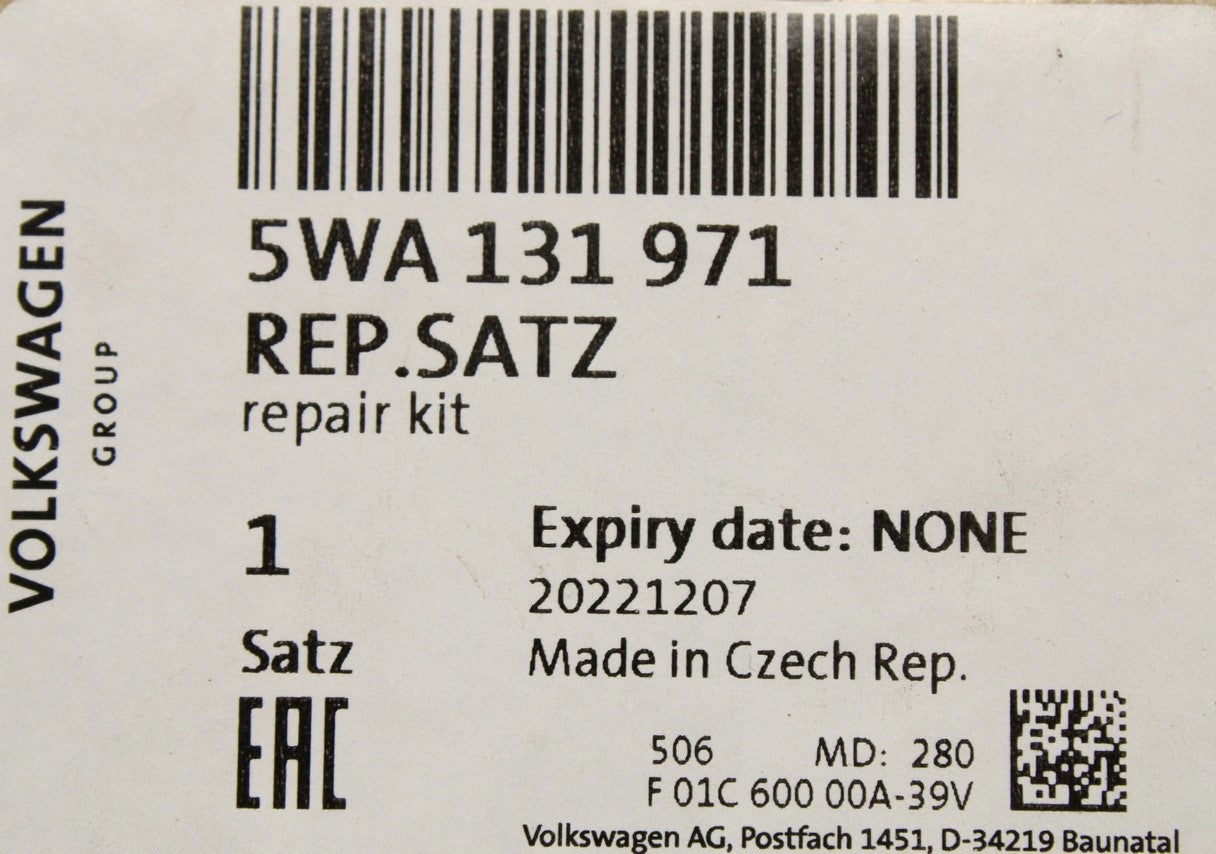 VOLKSWAGEN
GROUP
5WA 131 971
REP.SATZ
repair kit
1
Satz
EAC
Expiry date: NONE
20221207
Made in Czech Rep.
506 MD: 280
F 01C 600 00A-39V
Volkswagen AG, Postfach 1451, D-34219 Baunatal